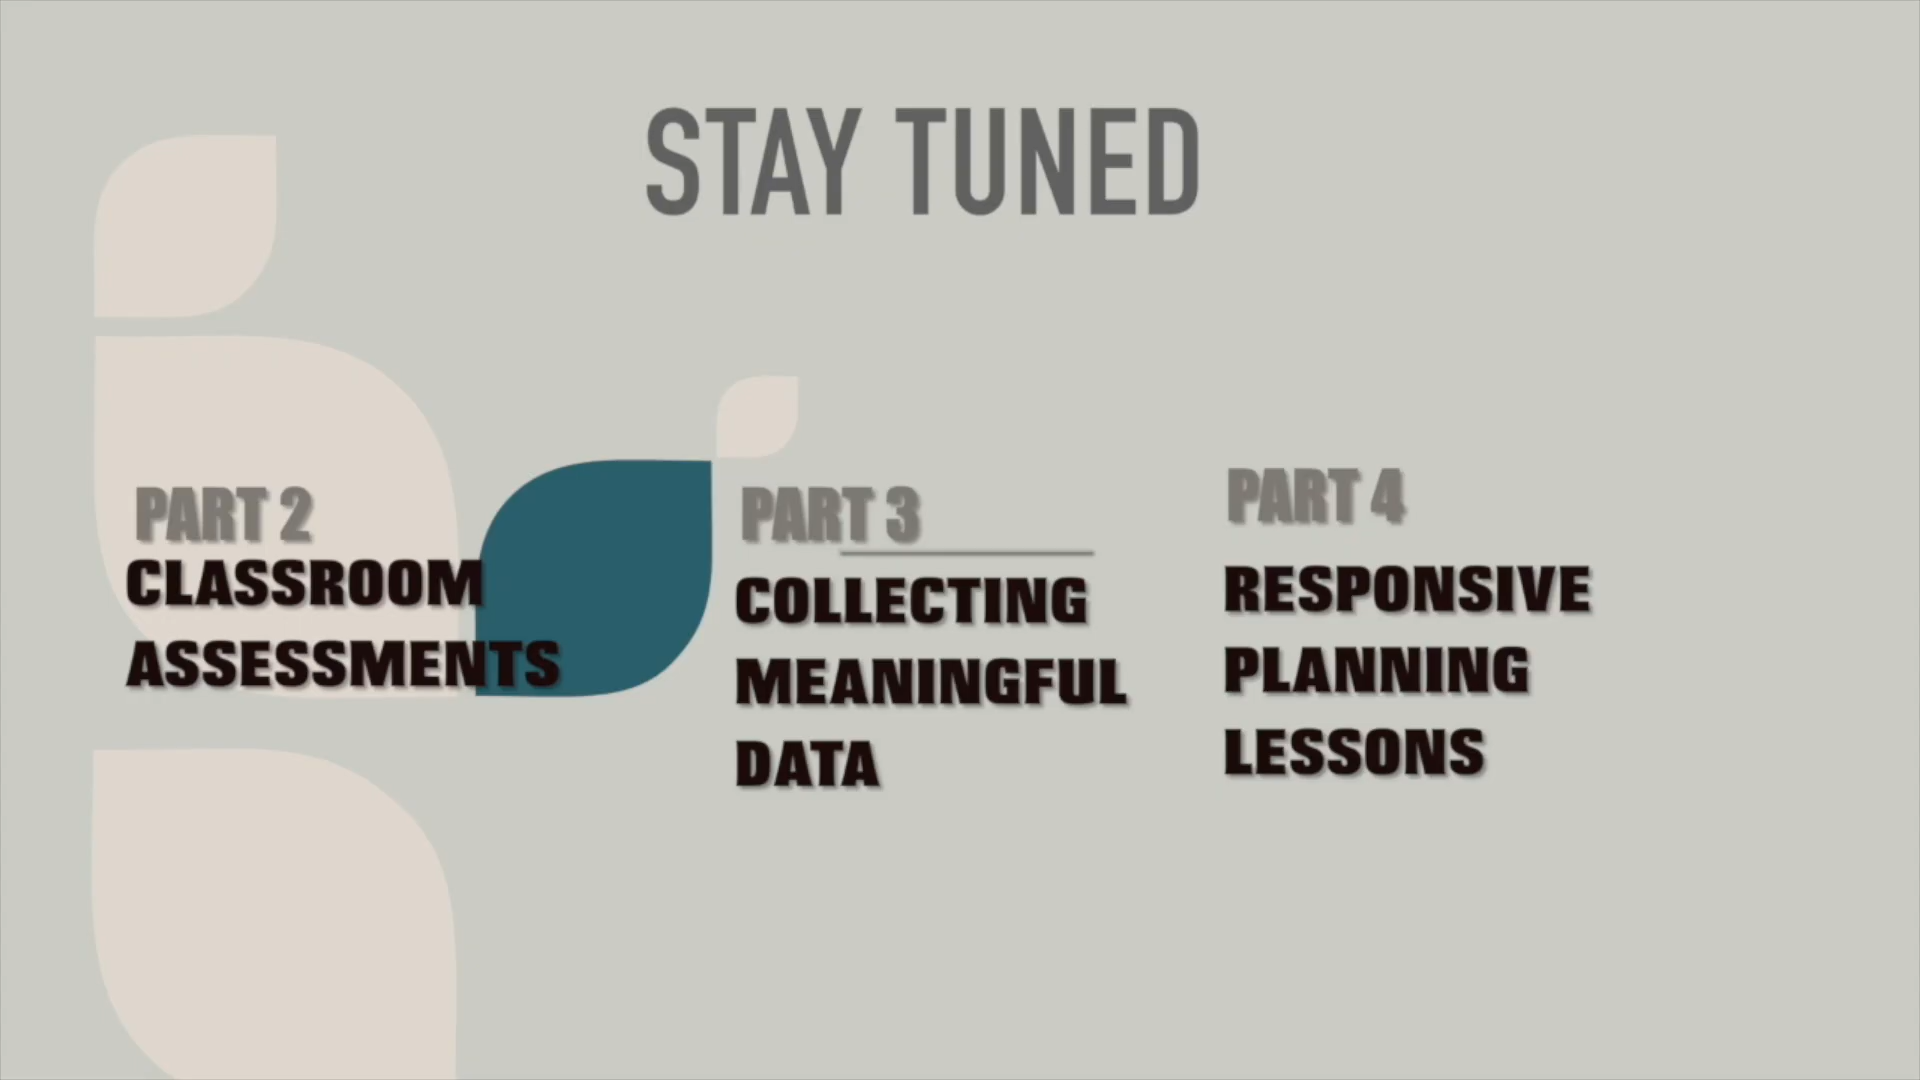 STAY TUNED
PART 2
CLASSROOM
ASSESSMENTS
PART 3
COLLECTING
MEANINGFUL
DATA
PART 4
RESPONSIVE
PLANNING
LESSONS